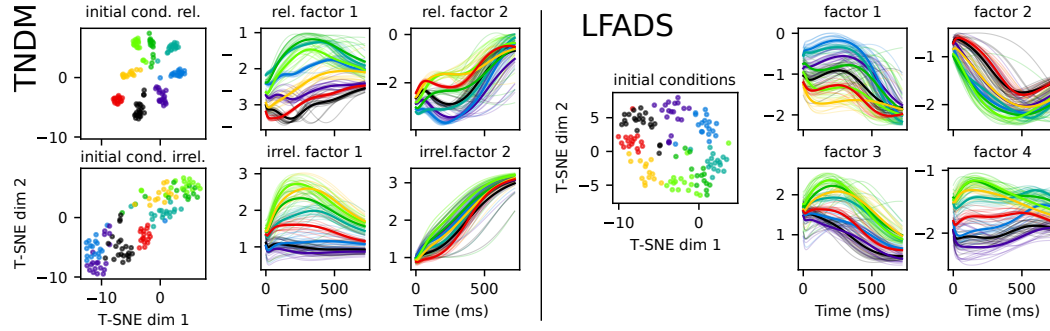 TNDM
initial cond. rel.
0
−10
rel. factor 1
1
−
2
−
3
−
rel. factor 2
0
−2
initial cond. irrel.
T-SNE dim 2
0
−10
−10
0
T-SNE dim 1
irrel. factor 1
3
2
1
0
500
Time (ms)
irrel.factor 2
3
2
1
0
500
Time (ms)
LFADS
initial conditions
T-SNE dim 2
5
0
−5
−10
0
T-SNE dim 1
factor 1
0
−1
−2
factor 2
−1
−2
factor 3
2
1
0
500
Time (ms)
factor 4
−1
−2
0
500
Time (ms)